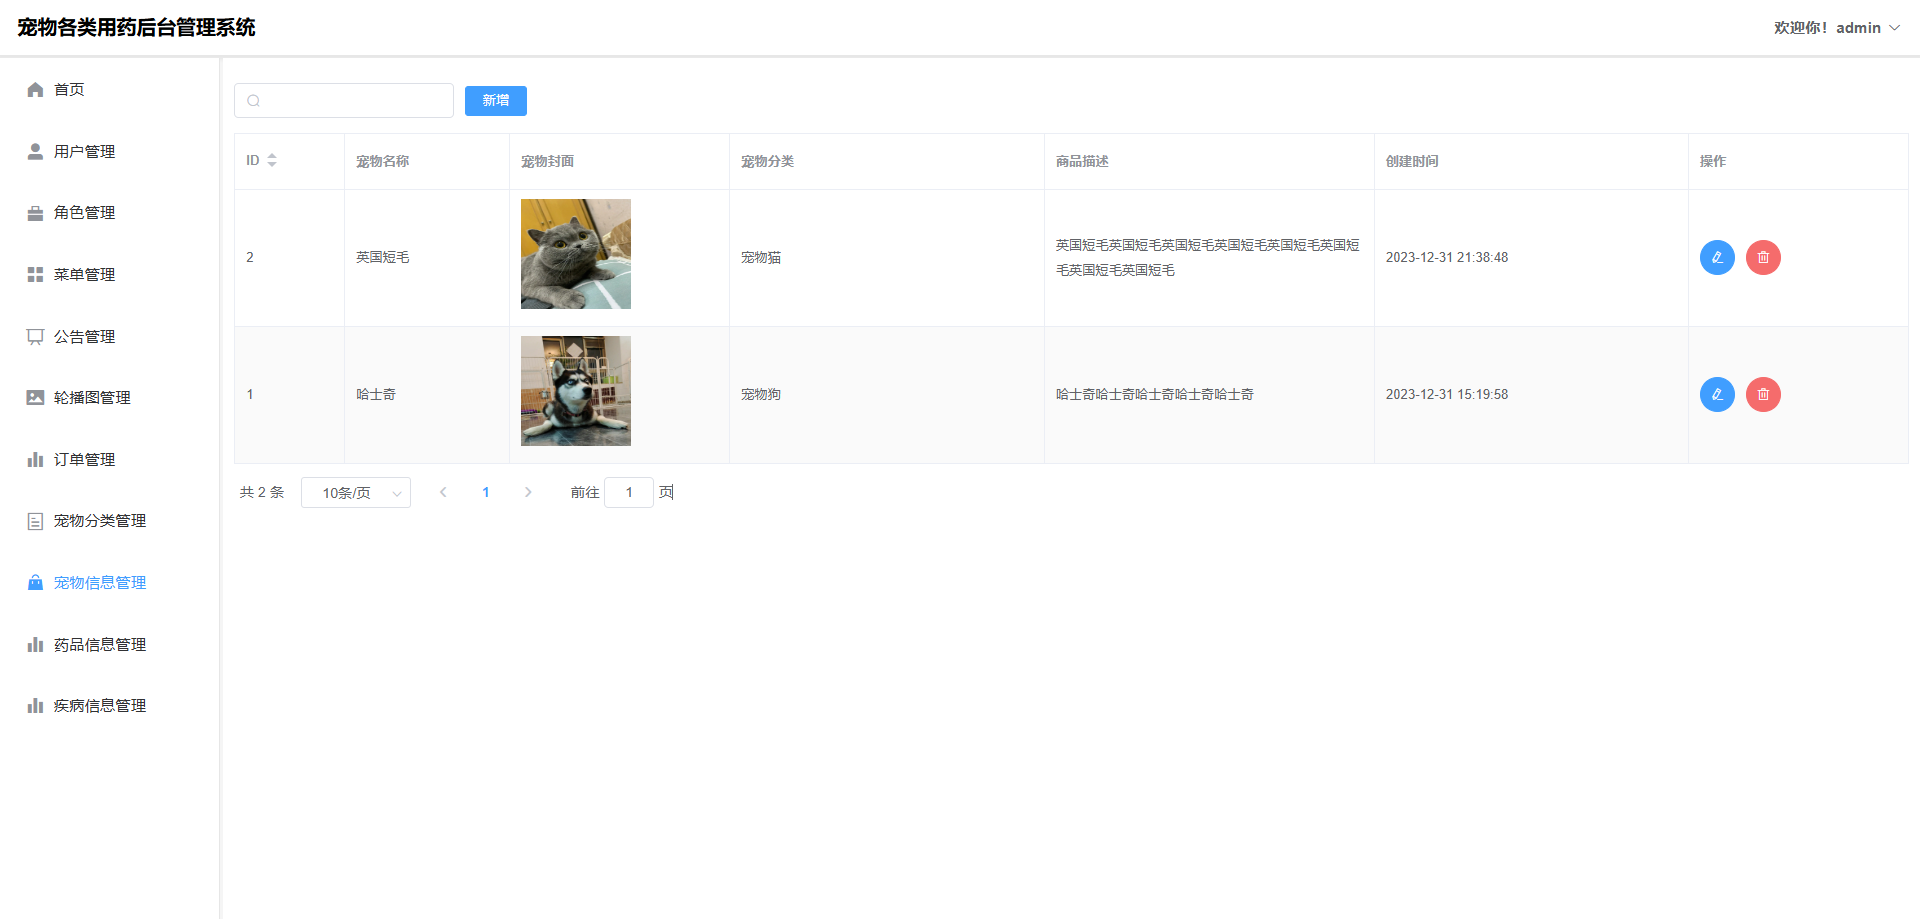 宠物各类用药后台管理系统
欢迎你！admin
首页
用户管理
角色管理
菜单管理
公告管理
轮播图管理
订单管理
宠物分类管理
宠物信息管理
药品信息管理
疾病信息管理
新增
ID 宠物名称 宠物封面 宠物分类 商品描述 创建时间 操作
2 英国短毛 宠物猫 英国短毛英国短毛英国短毛英国短毛英国短毛英国短
毛英国短毛英国短毛 2023-12-31 21:38:48
1 哈士奇 宠物狗 哈士奇哈士奇哈士奇哈士奇哈士奇 2023-12-31 15:19:58
共 2 条 10条/页 1 前往 1 页